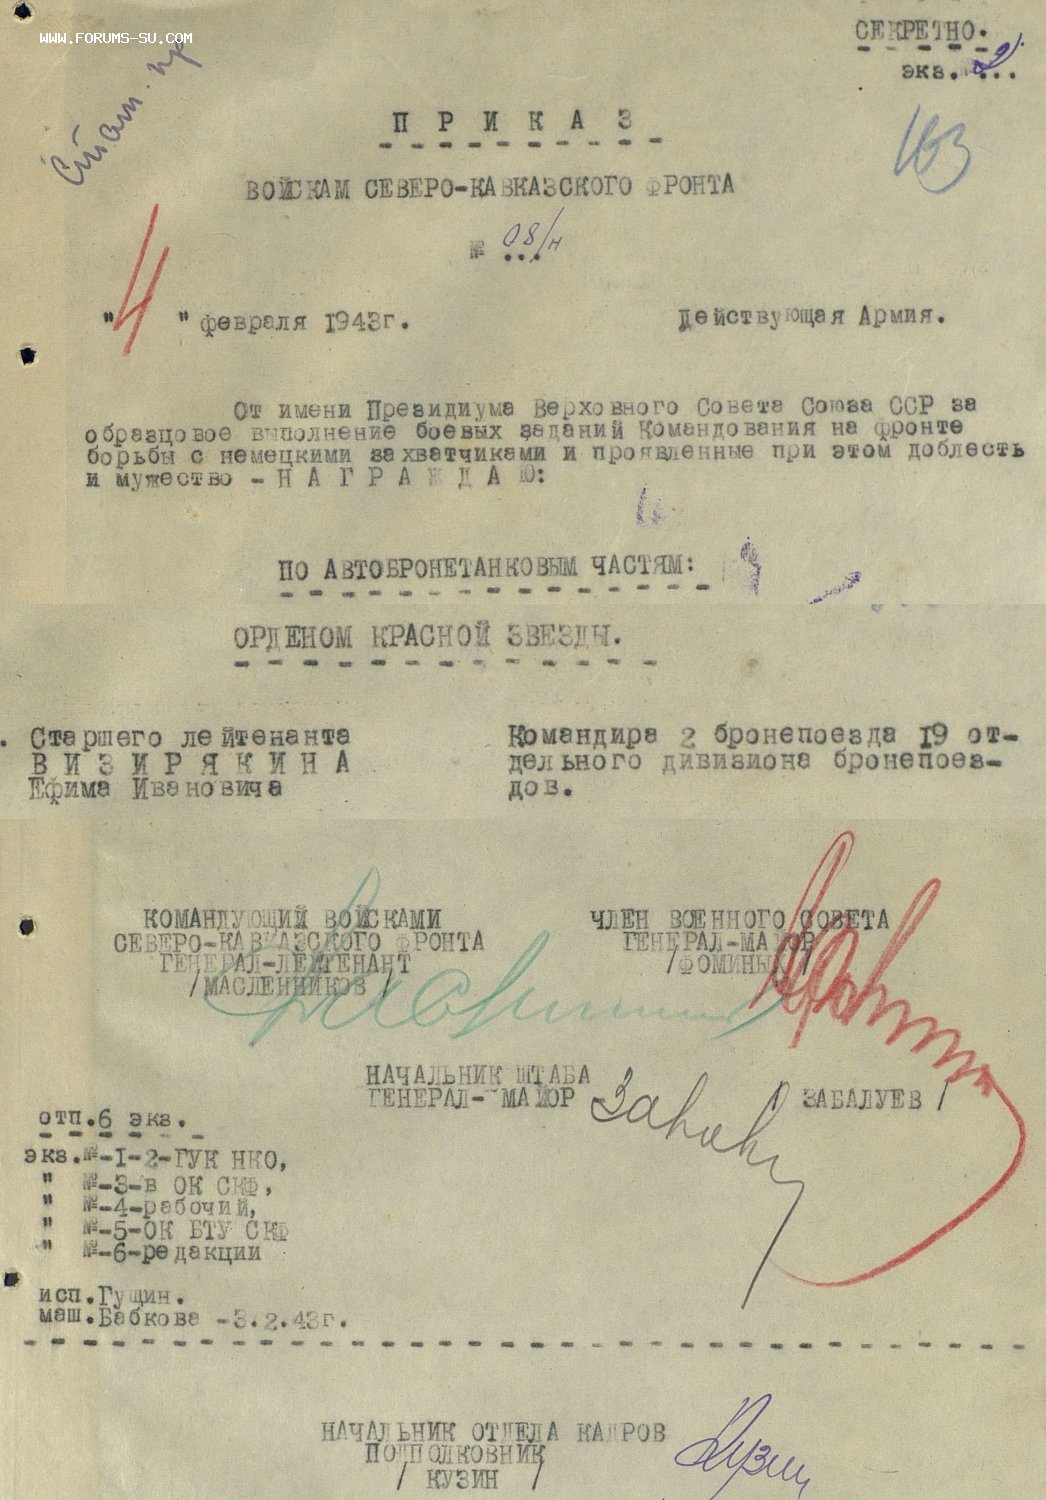 WWW.FORUMS-SU.COM
СЕКРЕТНО.
экз. 2
П Р И К А З
163
ВОЙСКАМ СЕВЕРО-КАВКАЗСКОГО ФРОНТА
№ 08/н
"4" февраля 1943г. Действующая Армия.
От имени Президиума Верховного Совета Союза ССР за
образцовое выполнение боевых заданий Командования на фронте
борьбы с немецкими захватчиками и проявленные при этом доблесть
и мужество - Н А Г Р А Ж Д А Ю:
ПО АВТОБРОНЕТАНКОВЫМ ЧАСТЯМ:
ОРДЕНОМ КРАСНОЙ ЗВЕЗДЫ.
. Старшего лейтенанта
В И З И Р Я К И Н А
Ефима Ивановича
Командира 2 бронепоезда 19 от-
дельного дивизиона бронепоез-
дов.
КОМАНДУЮЩИЙ ВОЙСКАМИ
СЕВЕРО-КАВКАЗСКОГО ФРОНТА
ГЕНЕРАЛ-ЛЕЙТЕНАНТ
/МАСЛЕННИКОВ/
ЧЛЕН ВОЕННОГО СОВЕТА
ГЕНЕРАЛ-МАЙОР
/ФОМИНЫХ/
НАЧАЛЬНИК ШТАБА
ГЕНЕРАЛ-МАЙОР / ЗАБАЛУЕВ /
отп.6 экз.
экз.№-1-2-ГУК НКО,
" №-3-в ОК СКФ,
" №-4-рабочий,
" №-5-ОК БТУ СКФ
" №-6-редакции
исп.Гущин.
маш.Бабкова -3.2.43г.
НАЧАЛЬНИК ОТДЕЛА КАДРОВ
ПОДПОЛКОВНИК
/ КУЗИН /